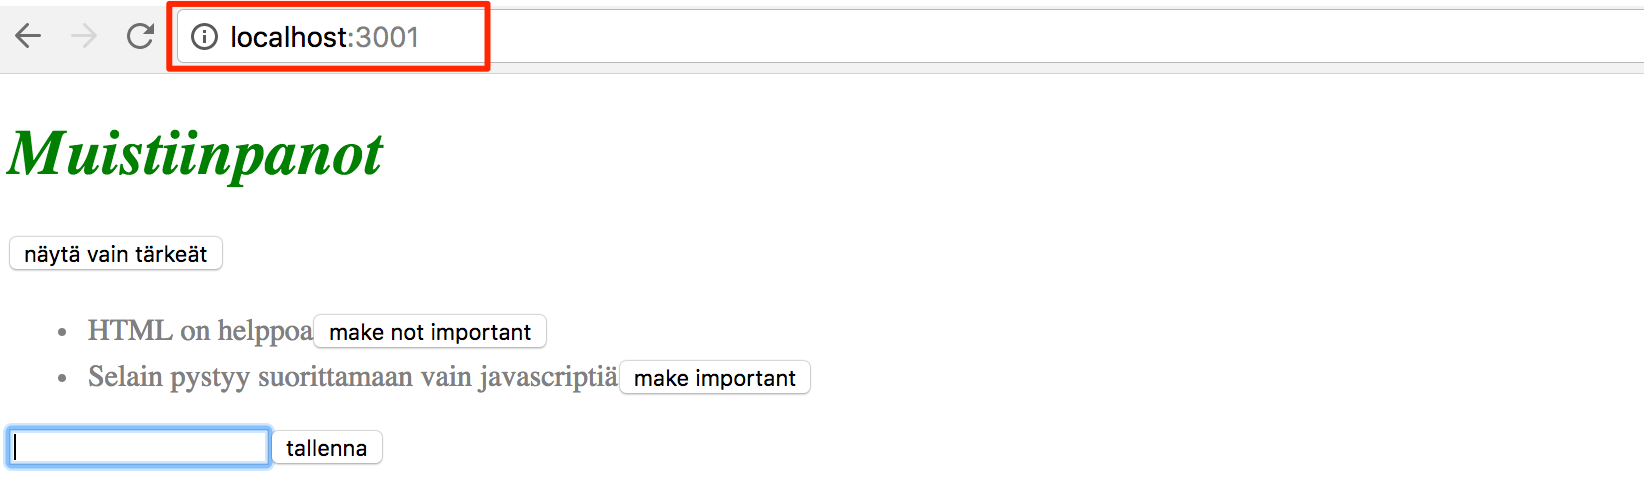 localhost:3001
Muistiinpanot
näytä vain tärkeät
HTML on helppoa make not important
Selain pystyy suorittamaan vain javascriptiä make important
tallenna